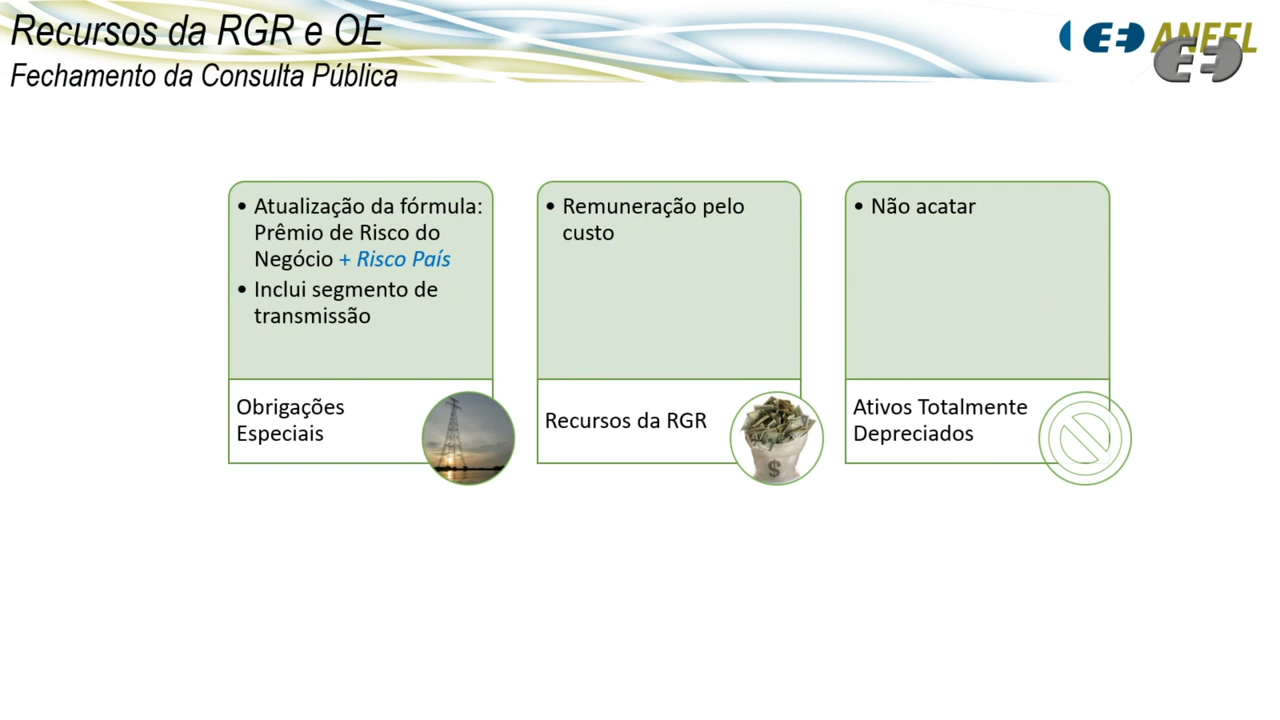 Recursos da RGR e OE
Fechamento da Consulta Pública
ANEEL
• Atualização da fórmula:
Prêmio de Risco do
Negócio + Risco País
• Inclui segmento de
transmissão
Obrigações
Especiais
• Remuneração pelo
custo
Recursos da RGR
$
• Não acatar
Ativos Totalmente
Depreciados